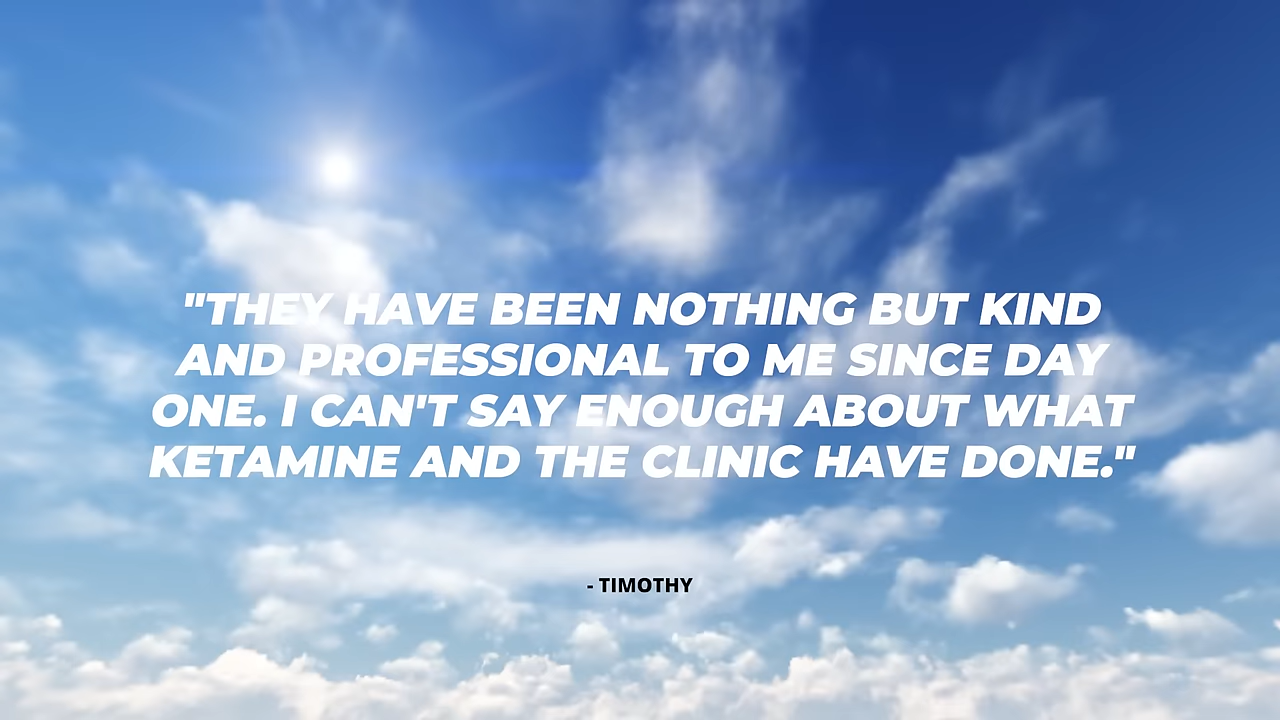 "THEY HAVE BEEN NOTHING BUT KIND
AND PROFESSIONAL TO ME SINCE DAY
ONE. I CAN'T SAY ENOUGH ABOUT WHAT
KETAMINE AND THE CLINIC HAVE DONE."
- TIMOTHY